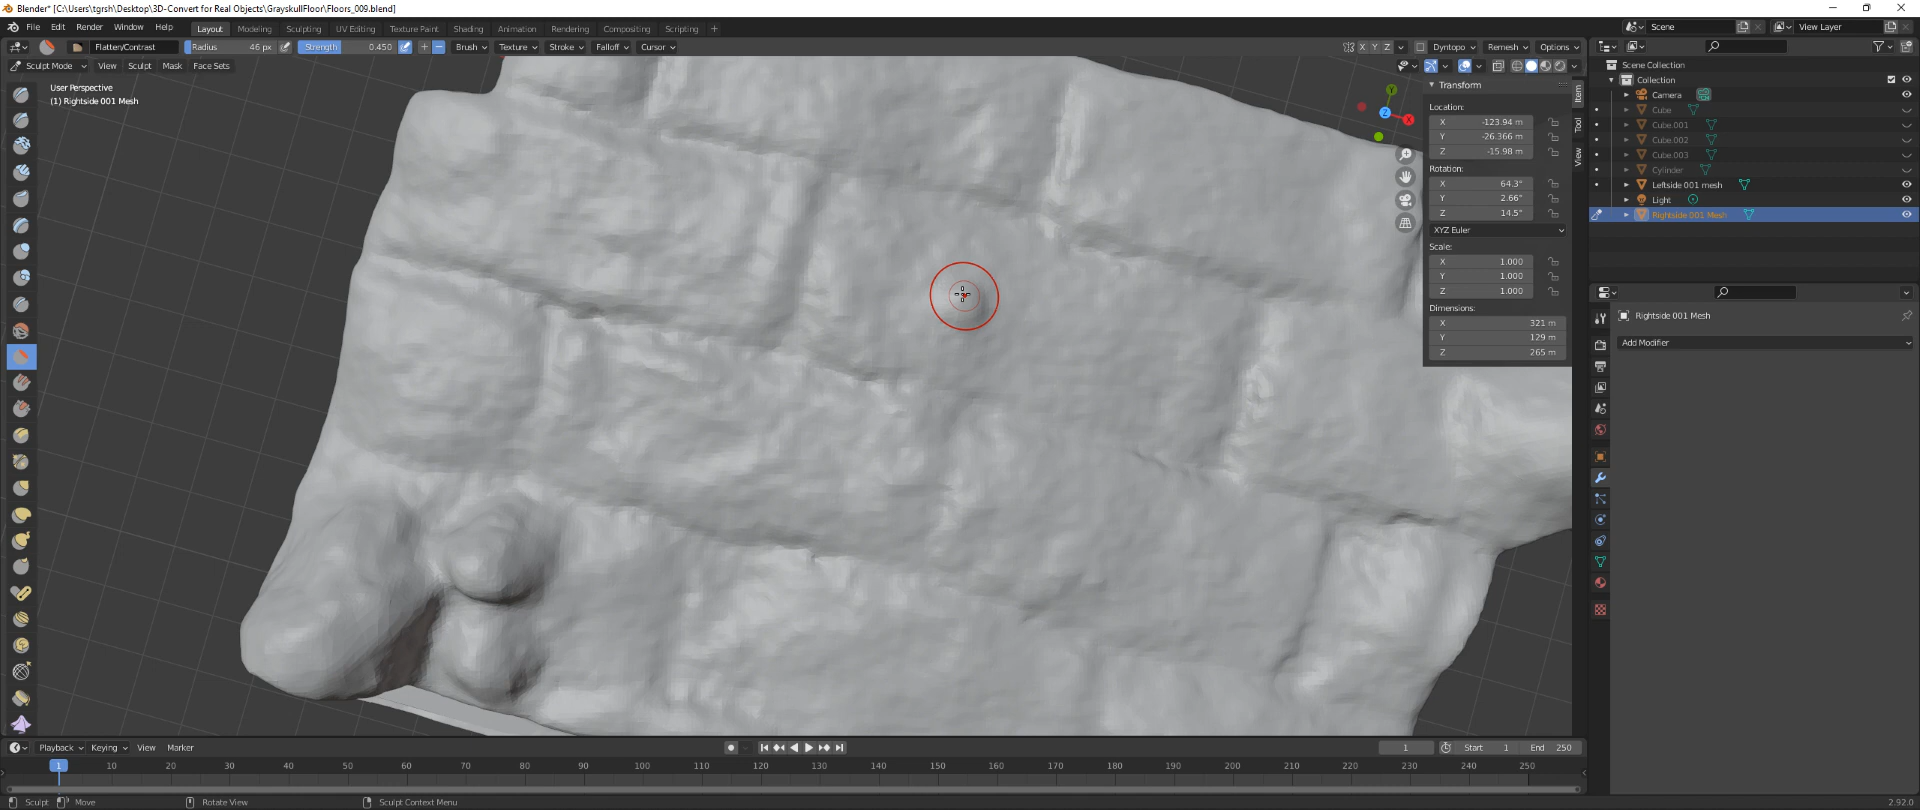 Blender* [C:\Users\tgrsh\Desktop\3D-Convert for Real Objects\GrayskullFloor\Floors_009.blend]
File Edit Render Window Help Layout Modeling Sculpting UV Editing Texture Paint Shading Animation Rendering Compositing Scripting + Scene View Layer
Flatten/Contrast Radius 46 px Strength 0.450 Brush Texture Stroke Falloff Cursor X Y Z Dyntopo Remesh Options
Sculpt Mode View Sculpt Mask Face Sets
User Perspective
(1) Rightside 001 Mesh
Y
Z
X
Transform
Location:
X -123.94 m
Y -26.366 m
Z -15.98 m
Rotation:
X 64.3°
Y 2.66°
Z 14.5°
XYZ Euler
Scale:
X 1.000
Y 1.000
Z 1.000
Dimensions:
X 321 m
Y 129 m
Z 265 m
Item
Tool
View
Scene Collection
Collection
Camera
Cube
Cube.001
Cube.002
Cube.003
Cylinder
Leftside 001 mesh
Light
Rightside 001 Mesh
Rightside 001 Mesh
Add Modifier
Playback Keying View Marker 1 Start 1 End 250
1 10 20 30 40 50 60 70 80 90 100 110 120 130 140 150 160 170 180 190 200 210 220 230 240 250
Sculpt Move Rotate View Sculpt Context Menu 2.92.0